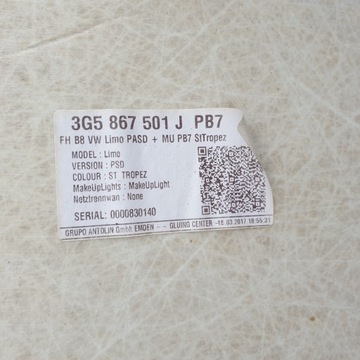 3G5 867 501 J PB7
FH B8 VW Limo PASD + MU PB7 StTropez
MODEL : Limo
VERSION : PSD
COLOUR : ST TROPEZ
MakeUpLights : MakeUpLight
Netztrennwan : None
SERIAL: 0000830140
GRUPO ANTOLIN GmbH EMDEN - - GLUING CENTER -16.03.2017 18:55:21